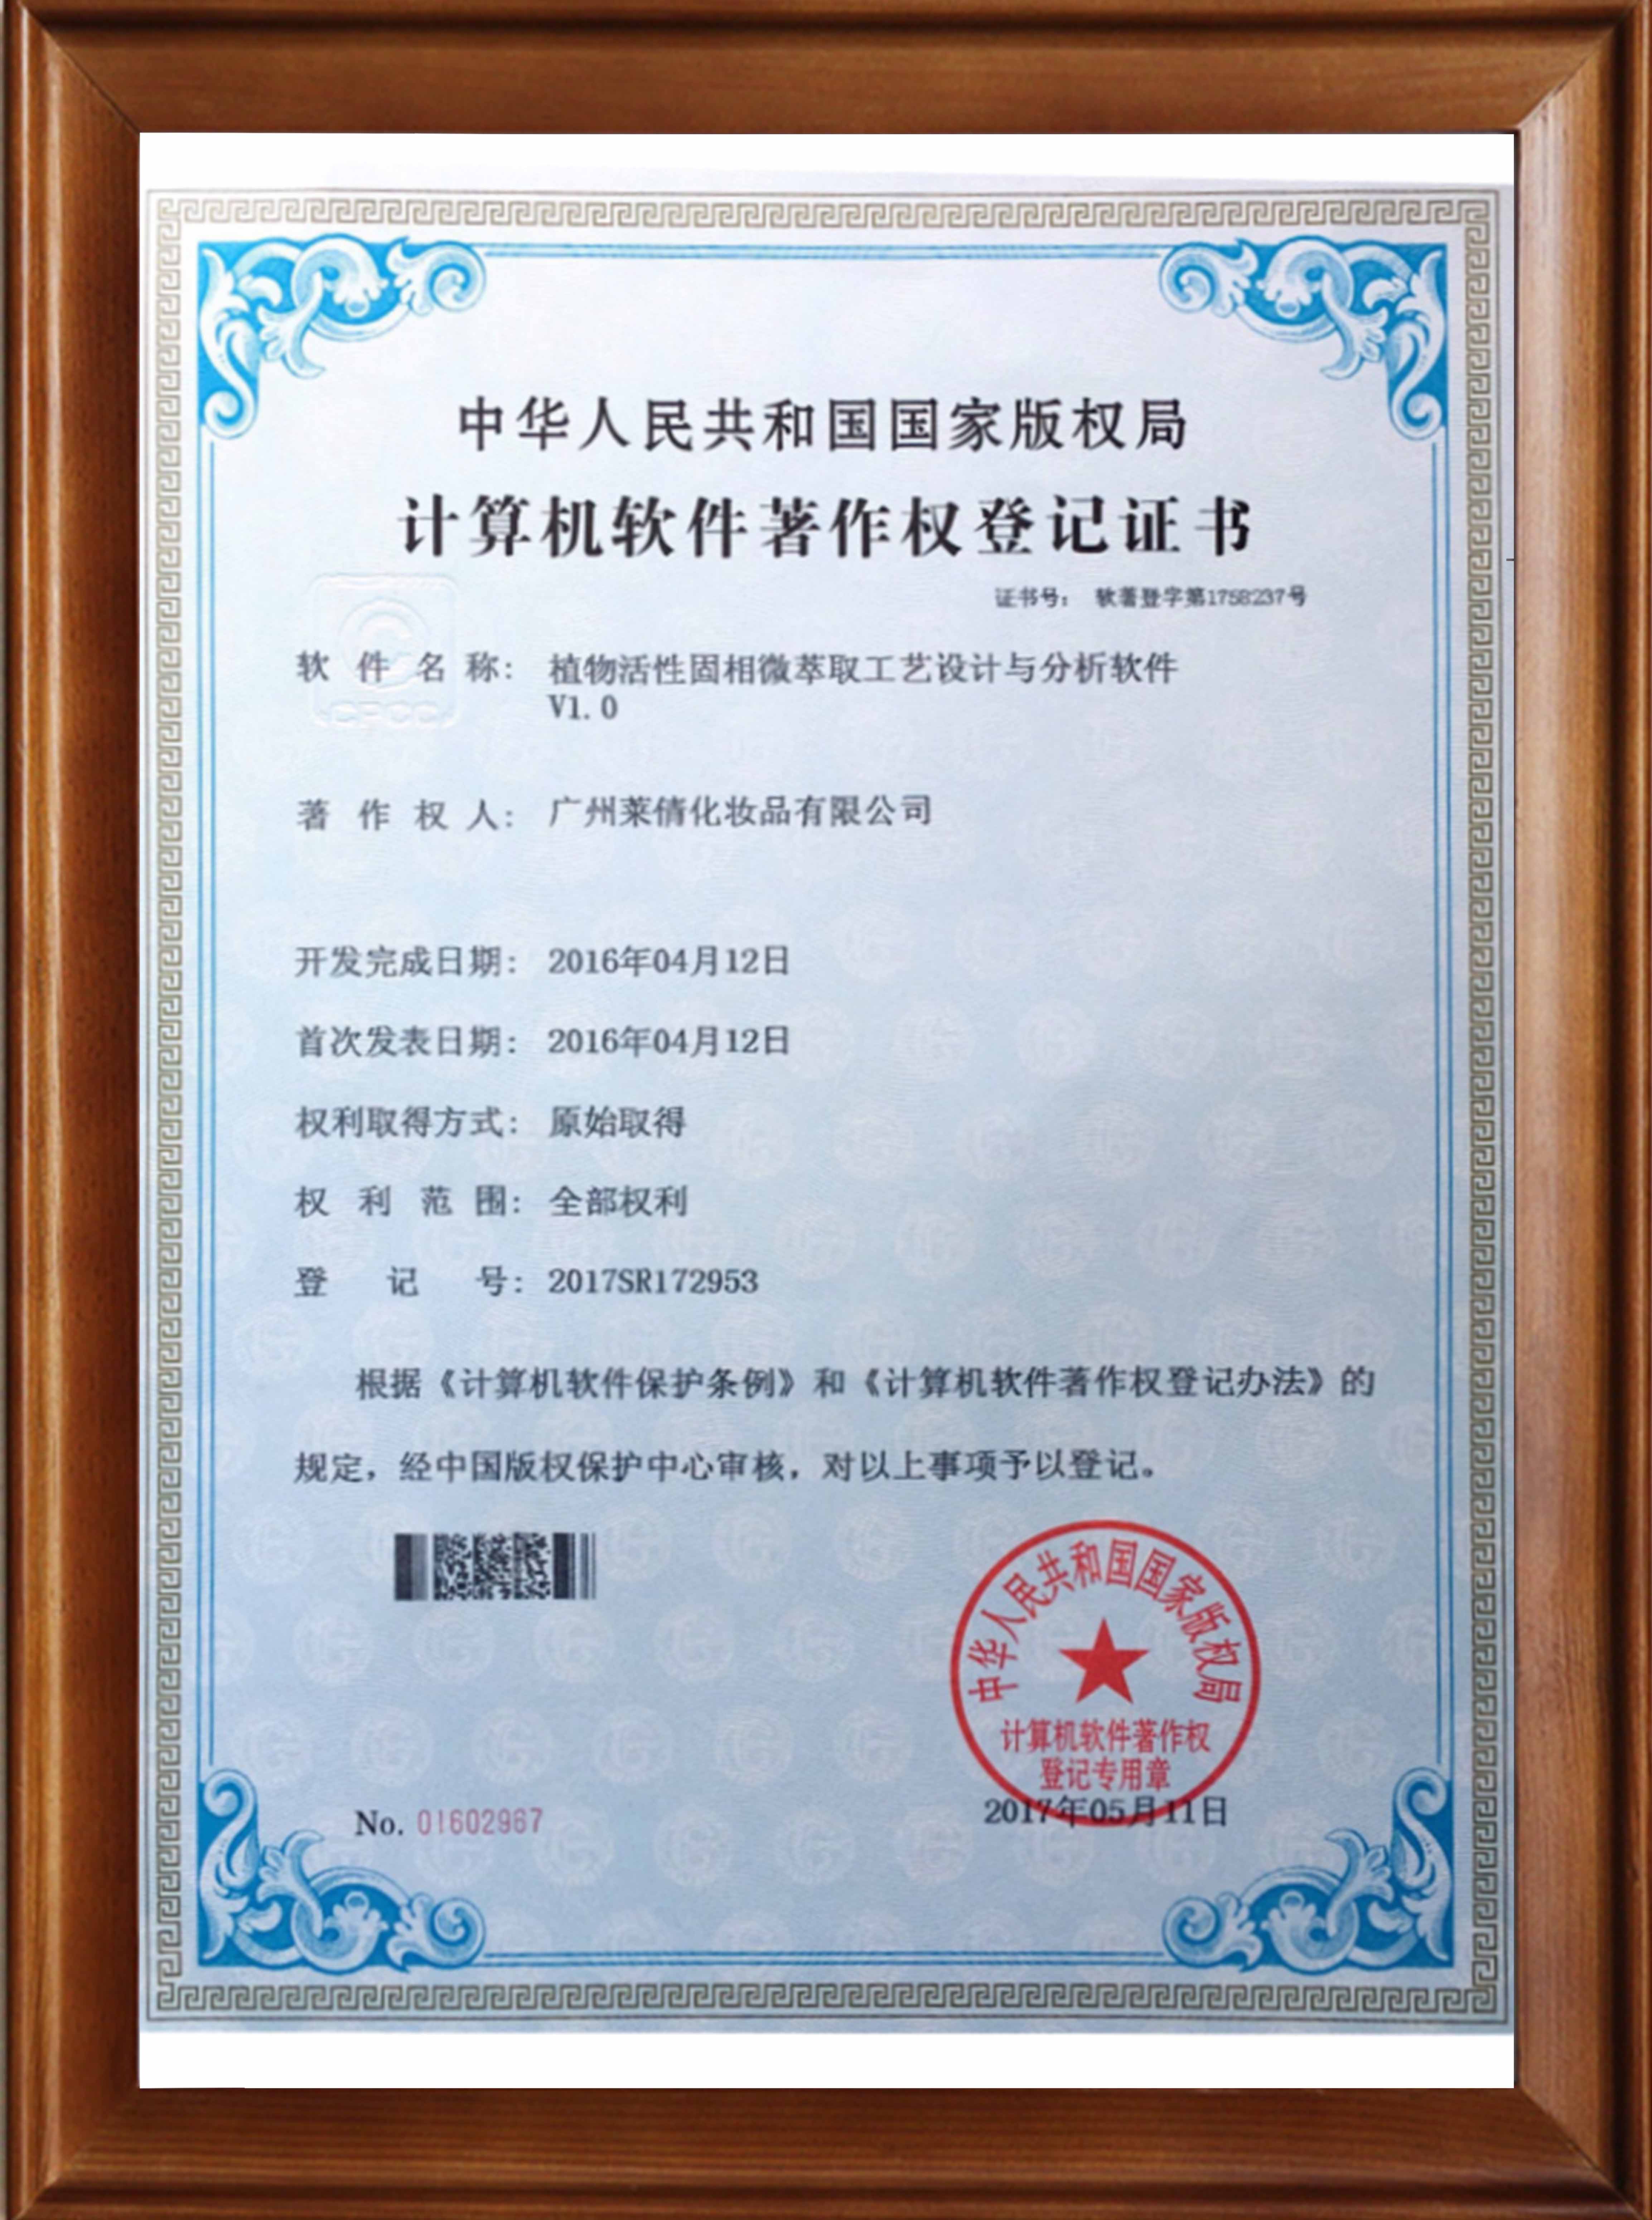 中华人民共和国国家版权局
计算机软件著作权登记证书
证书号: 软著登字第1758237号
CPCC
软件名称: 植物活性固相微萃取工艺设计与分析软件
V1.0
著作权人: 广州莱倩化妆品有限公司
开发完成日期: 2016年04月12日
首次发表日期: 2016年04月12日
权利取得方式: 原始取得
权利范围: 全部权利
登记号: 2017SR172953
根据《计算机软件保护条例》和《计算机软件著作权登记办法》的
规定，经中国版权保护中心审核，对以上事项予以登记。
中华人民共和国国家版权局
计算机软件著作权
登记专用章
No. 01602967
2017年05月11日